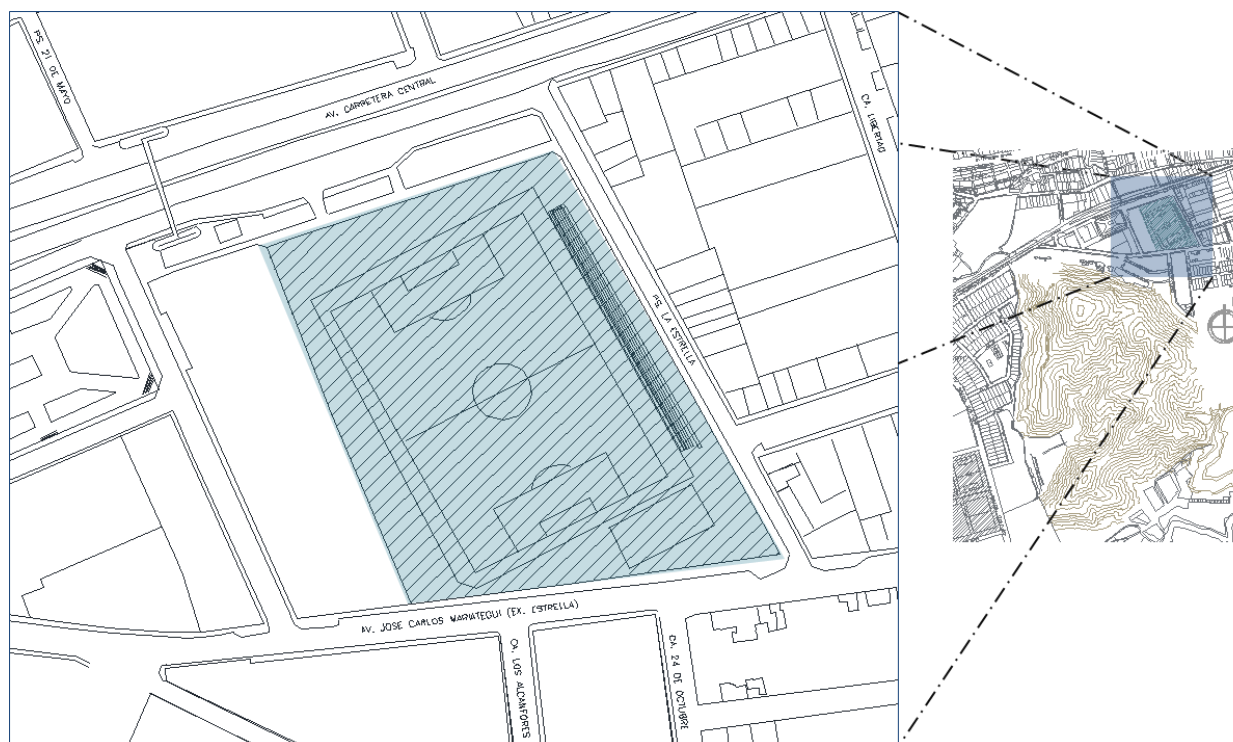 PS. 21 DE MAYO
AV. CARRETERA CENTRAL
CA. LIBERTAD
PS. LA ESTRELLA
AV. JOSE CARLOS MARIATEGUI (EX. ESTRELLA)
CA. LOS ALCANFORES
CA. 24 DE OCTUBRE